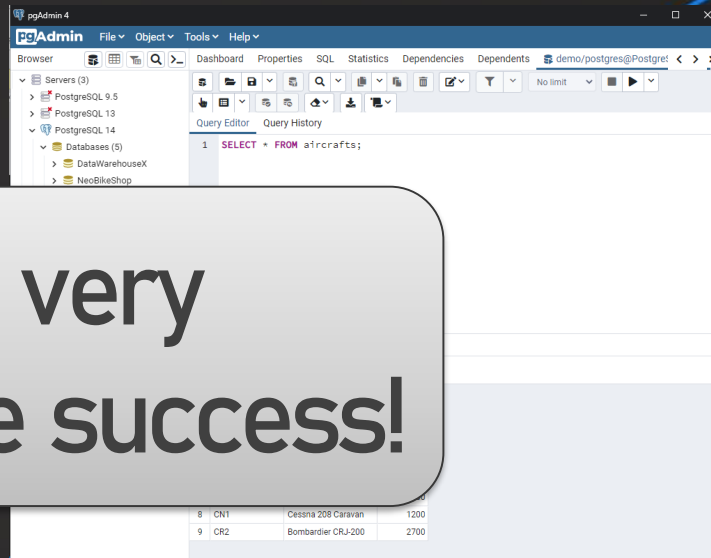 pgAdmin 4
pgAdmin File Object Tools Help
Browser Dashboard Properties SQL Statistics Dependencies Dependents demo/postgres@PostgreS
Servers (3)
No limit
PostgreSQL 9.5
PostgreSQL 13
PostgreSQL 14
Query Editor Query History
Databases (5)
1 SELECT * FROM aircrafts;
DataWarehouseX
NeoBikeShop
very
e success!
8 CN1 Cessna 208 Caravan 1200
9 CR2 Bombardier CRJ-200 2700